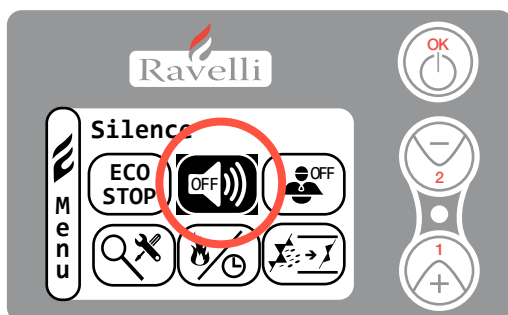 Ravelli
OK
Silence
ECO
STOP
OFF
OFF
Menu
2
1